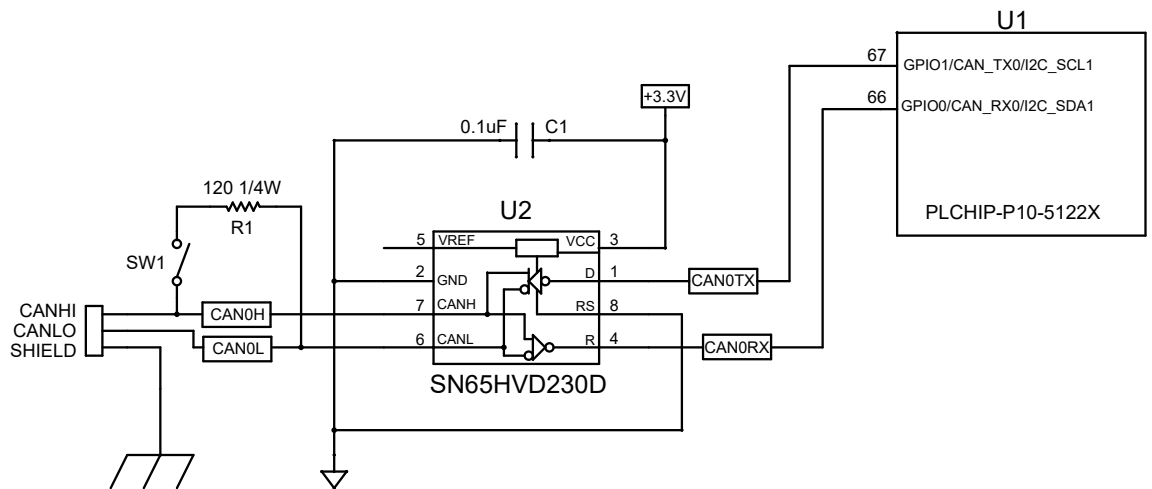 U1
67
GPIO1/CAN_TX0/I2C_SCL1
66
GPIO0/CAN_RX0/I2C_SDA1
PLCHIP-P10-5122X
+3.3V
0.1uF
C1
120 1/4W
R1
SW1
U2
5
VREF
VCC
3
2
GND
D
1
CAN0TX
CANHI
CANLO
SHIELD
CAN0H
CAN0L
7
CANH
RS
8
6
CANL
R
4
CAN0RX
SN65HVD230D